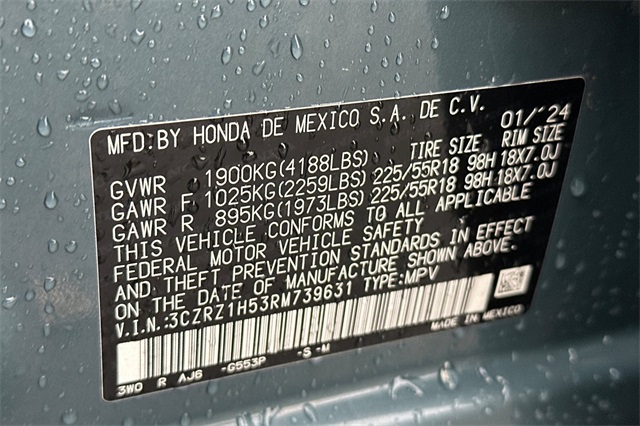 MFD:BY HONDA DE MEXICO S.A. DE C.V. 01/'24
TIRE SIZE RIM SIZE
GVWR 1900KG(4188LBS)
GAWR F 1025KG(2259LBS) 225/55R18 98H 18X7.0J
GAWR R 895KG(1973LBS) 225/55R18 98H 18X7.0J
THIS VEHICLE CONFORMS TO ALL APPLICABLE
FEDERAL MOTOR VEHICLE SAFETY
AND THEFT PREVENTION STANDARDS IN EFFECT
ON THE DATE OF MANUFACTURE SHOWN ABOVE.
V.I.N.:3CZRZ1H53RM739631 TYPE:MPV
MADE IN MEXICO
3WO R AJ6 -G553P -S -M